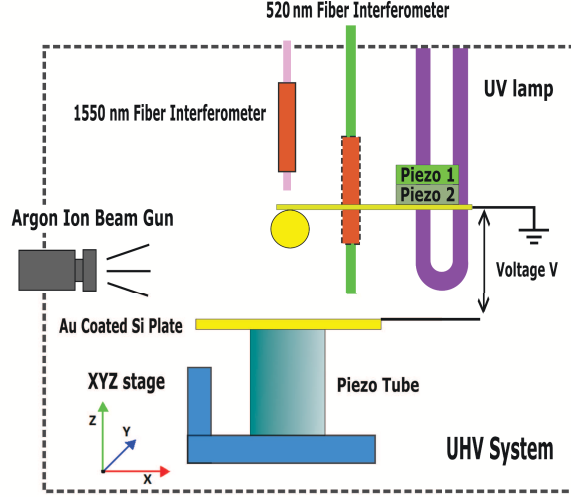 520 nm Fiber Interferometer
UV lamp
1550 nm Fiber Interferometer
Piezo 1
Piezo 2
Argon Ion Beam Gun
Voltage V
Au Coated Si Plate
XYZ stage
Piezo Tube
Z
Y
X
UHV System